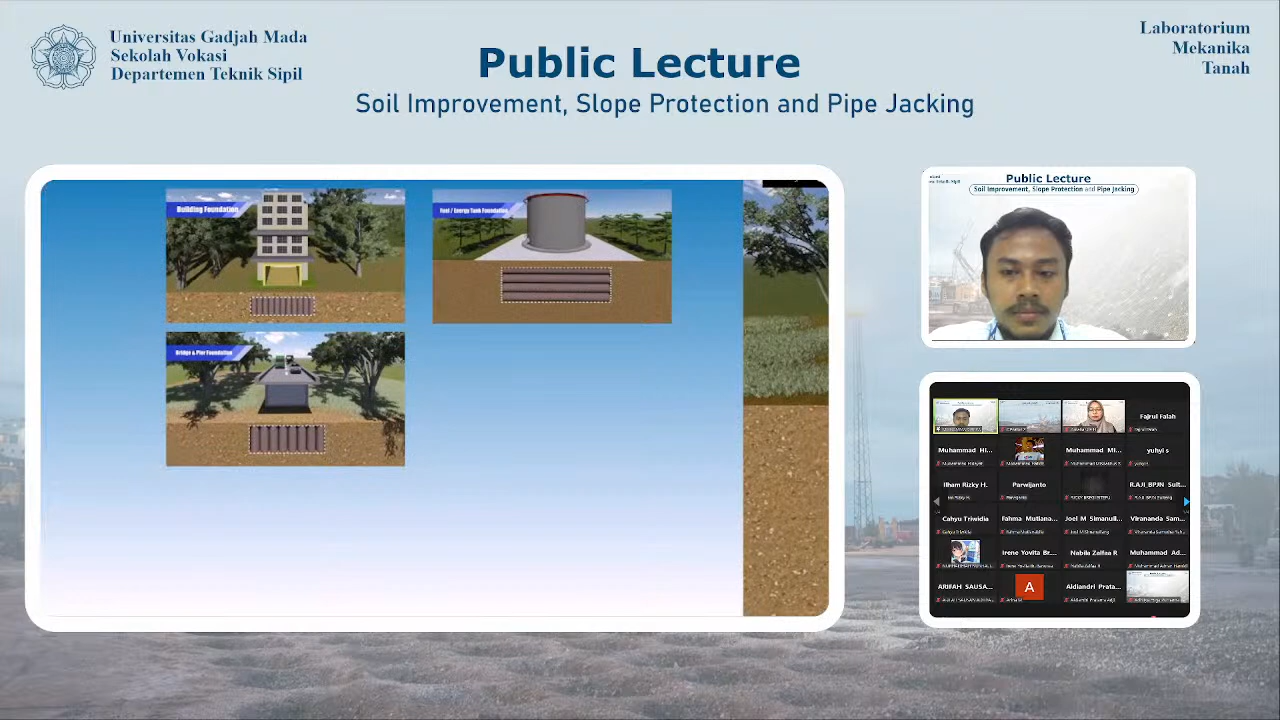 Universitas Gadjah Mada
Sekolah Vokasi
Departemen Teknik Sipil
Public Lecture
Soil Improvement, Slope Protection and Pipe Jacking
Laboratorium
Mekanika
Tanah
Building Foundation
Fuel / Energy Tank Foundation
Bridge & Pier Foundation
Public Lecture
Soil Improvement, Slope Protection and Pipe Jacking
Fajrul Falah
Muhammad Hi...
Muhammad Mi...
yuhyi s
Ilham Rizky H.
Parwijanto
R.AJI_BPJN Sult...
Cahyu Triwidia
Fahma Mutiana...
Joel M Simanull...
Virananda Sam...
Irene Yovita Br...
Nabila Zalfaa R
Muhammad Ad...
ARIFAH SAUSA...
A
Aldiandri Prata...